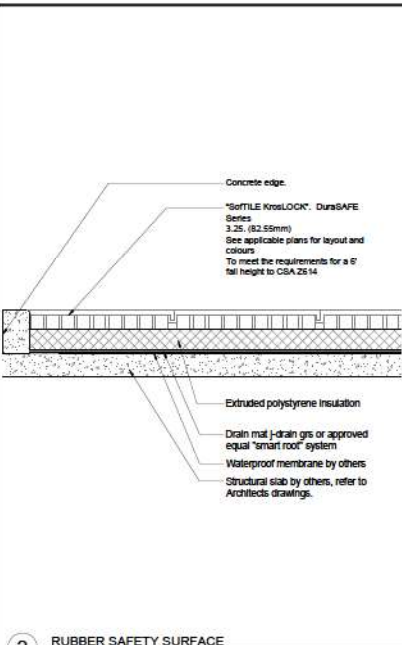 Concrete edge.
"SofTILE KrosLOCK". DuraSAFE
Series
3.25. (82.55mm)
See applicable plans for layout and
colours
To meet the requirements for a 6'
fall height to CSA Z614
Extruded polystyrene insulation
Drain mat j-drain grs or approved
equal "smart root" system
Waterproof membrane by others
Structural slab by others, refer to
Architects drawings.
RUBBER SAFETY SURFACE